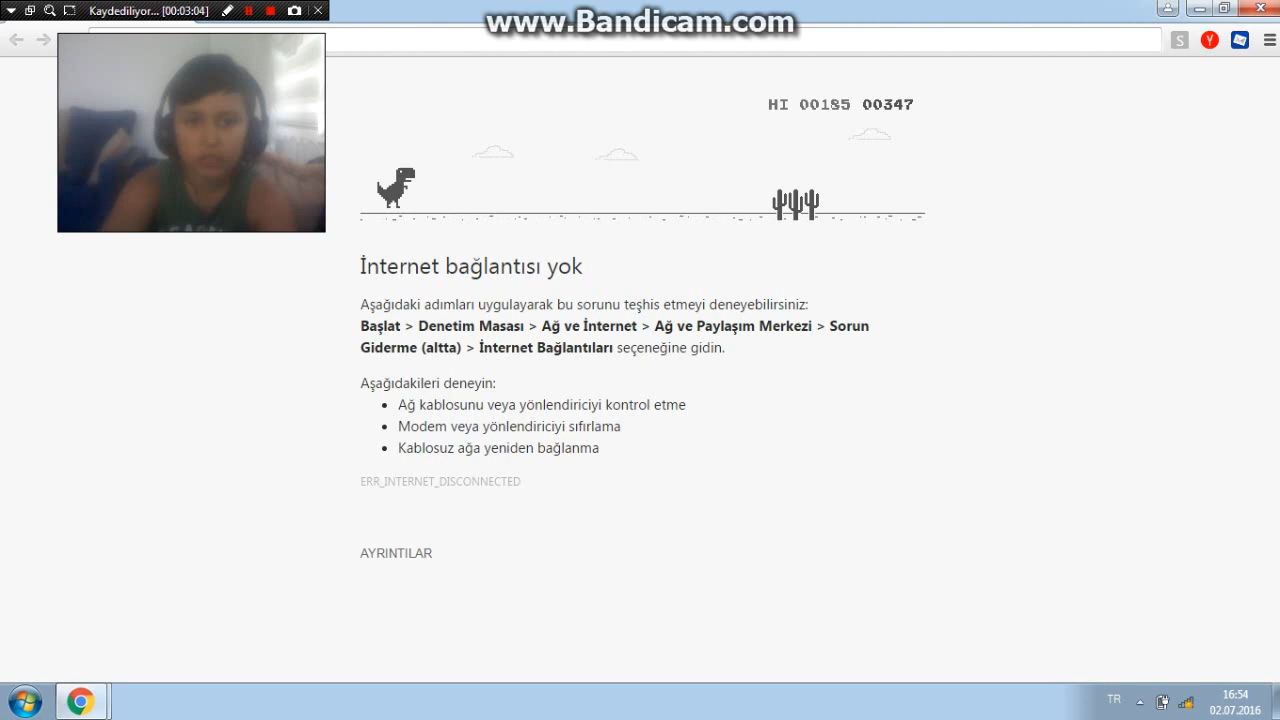 Kaydediliyor... [00:03:04]
www.Bandicam.com
S
Y
HI 00185 00347
İnternet bağlantısı yok
Aşağıdaki adımları uygulayarak bu sorunu teşhis etmeyi deneyebilirsiniz:
Başlat > Denetim Masası > Ağ ve İnternet > Ağ ve Paylaşım Merkezi > Sorun
Giderme (altta) > İnternet Bağlantıları seçeneğine gidin.
Aşağıdakileri deneyin:
• Ağ kablosunu veya yönlendiriciyi kontrol etme
• Modem veya yönlendiriciyi sıfırlama
• Kablosuz ağa yeniden bağlanma
ERR_INTERNET_DISCONNECTED
AYRINTILAR
TR
16:54
02.07.2016